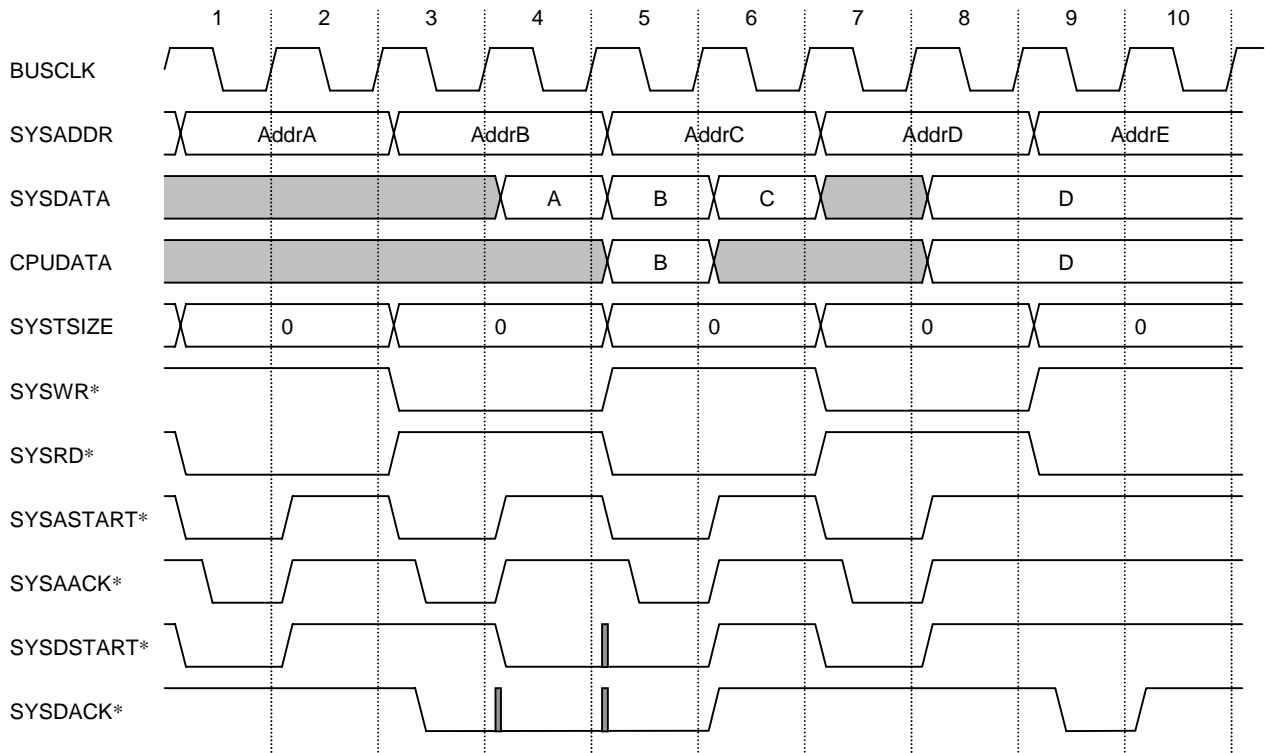 1 2 3 4 5 6 7 8 9 10
BUSCLK
SYSADDR AddrA AddrB AddrC AddrD AddrE
SYSDATA A B C D
CPUDATA B D
SYSTSIZE 0 0 0 0 0
SYSWR*
SYSRD*
SYSASTART*
SYSAACK*
SYSDSTART*
SYSDACK*